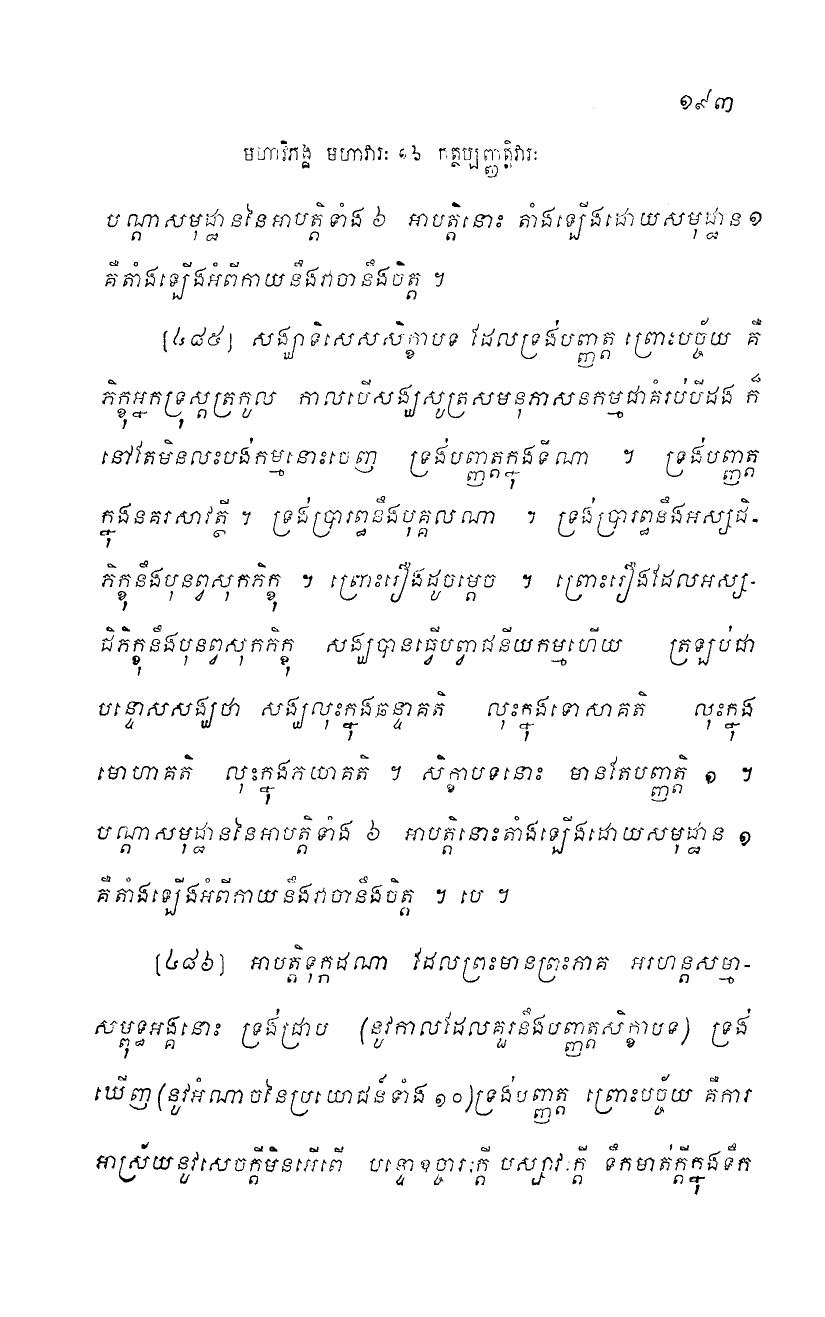 ១៩៣
មហាវិភង្គ មហាវារៈ ១៦ កត្ថប្បញ្ញត្តិវារៈ
បណ្តាសមុដ្ឋាននៃអាបត្តិទាំង ៦ អាបត្តិនោះ តាំងឡើងដោយសមុដ្ឋាន ១
គឺតាំងឡើងអំពីកាយនឹងវាចានឹងចិត្ត ។
[៤៨៥] សង្ឃាទិសេសសិក្ខាបទ ដែលទ្រង់បញ្ញត្ត ព្រោះបច្ច័យ គឺ
ភិក្ខុអ្នកទ្រុស្តត្រកូល កាលបើសង្ឃសូត្រសមនុភាសនកម្មជាគំរប់បីដង ក៏
នៅតែមិនលះបង់កម្មនោះចេញ ទ្រង់បញ្ញត្តក្នុងទីណា ។ ទ្រង់បញ្ញត្ត
ក្នុងនគរសាវត្ថី ។ ទ្រង់ប្រារព្ធនឹងបុគ្គលណា ។ ទ្រង់ប្រារព្ធនឹងអស្សជិ-
ភិក្ខុនឹងបុនព្វសុកភិក្ខុ ។ ព្រោះរឿងដូចម្តេច ។ ព្រោះរឿងដែលអស្ស-
ជិភិក្ខុនឹងបុនព្វសុកភិក្ខុ សង្ឃបានធ្វើបព្វាជនីយកម្មហើយ ត្រឡប់ជា
បន្ទោសសង្ឃថា សង្ឃលុះក្នុងឆន្ទាគតិ លុះក្នុងទោសាគតិ លុះក្នុង
មោហាគតិ លុះក្នុងភយាគតិ ។ សិក្ខាបទនោះ មានតែបញ្ញត្តិ ១ ។
បណ្តាសមុដ្ឋាននៃអាបត្តិទាំង ៦ អាបត្តិនោះតាំងឡើងដោយសមុដ្ឋាន ១
គឺតាំងឡើងអំពីកាយនឹងវាចានឹងចិត្ត ។ បេ ។
[៤៨៦] អាបត្តិទុក្កដណា ដែលព្រះមានព្រះភាគ អរហន្តសម្មា-
សម្ពុទ្ធអង្គនោះ ទ្រង់ជ្រាប (នូវកាលដែលគួរនឹងបញ្ញត្តសិក្ខាបទ) ទ្រង់
ឃើញ (នូវអំណាចនៃប្រយោជន៍ទាំង ១០) ទ្រង់បញ្ញត្ត ព្រោះបច្ច័យ គឺការ
អាស្រ័យនូវសេចក្តីមិនអើពើ បន្ទោឧច្ចារៈក្តី បស្សាវៈក្តី ទឹកមាត់ក្តីក្នុងទឹក